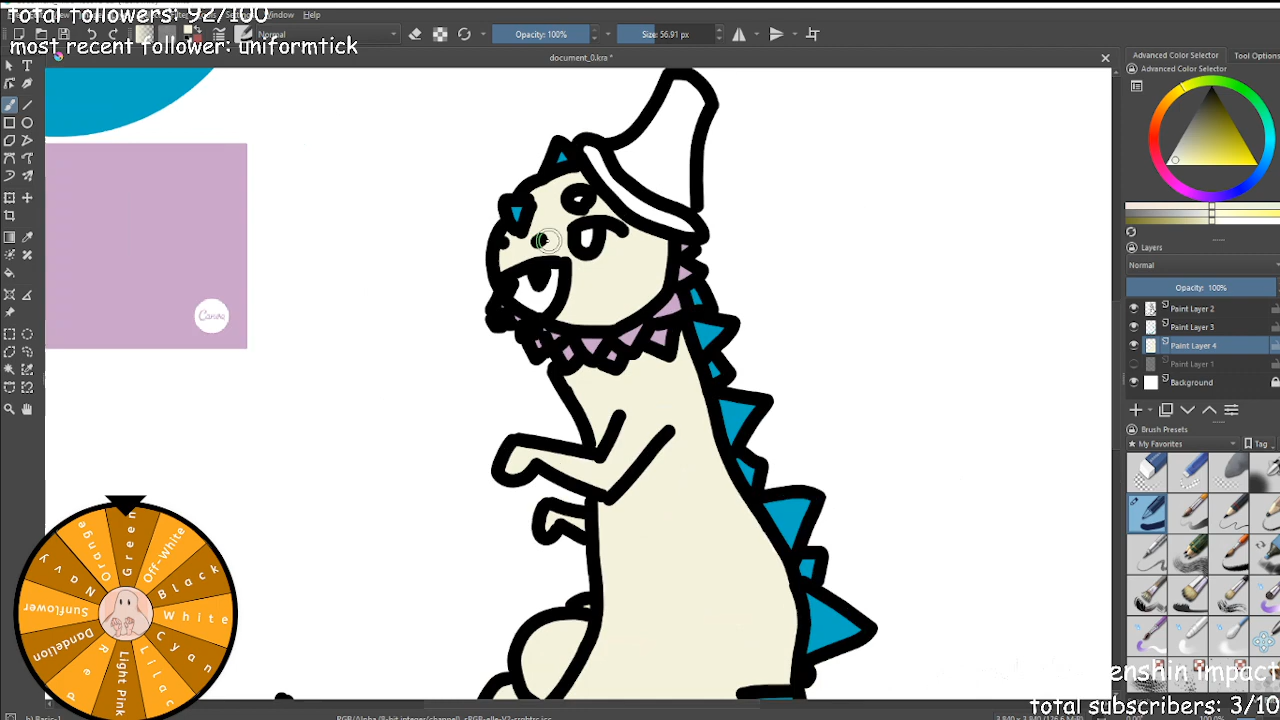 total followers: 92/100
Window Help
most recent follower: uniformtick
Normal
Opacity: 100%
Size: 56.91 px
document_0.kra *
Advanced Color Selector
Tool Options
Advanced Color Selector
Layers
Normal
Opacity: 100%
Paint Layer 2
Paint Layer 3
Paint Layer 4
Paint Layer 1
Background
Brush Presets
My Favorites
Tag
Canva
Green
Off-White
Black
White
Cyan
Lilac
Light Pink
Red
Dandelion
Sunflower
Navy
Orange
enshin impact
total subscribers: 3/10